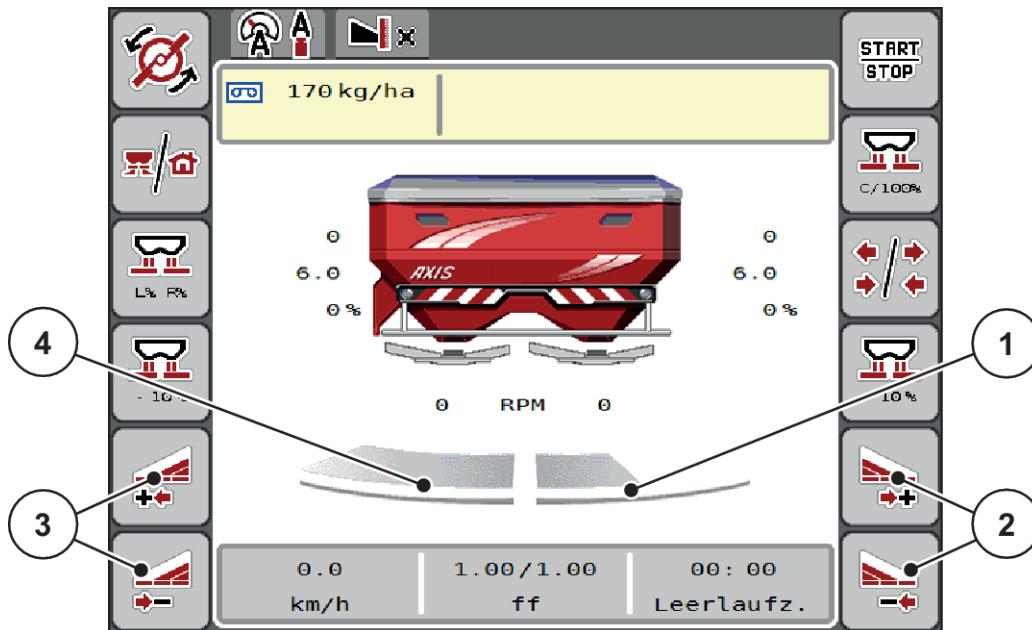 A A
x
START
STOP
170 kg/ha
C/100%
0 0
AXIS
6.0 6.0
L% R%
0% 0%
4
1
- 10%
10%
0 RPM 0
3
2
0.0 1.00/1.00 00:00
km/h ff Leerlaufz.